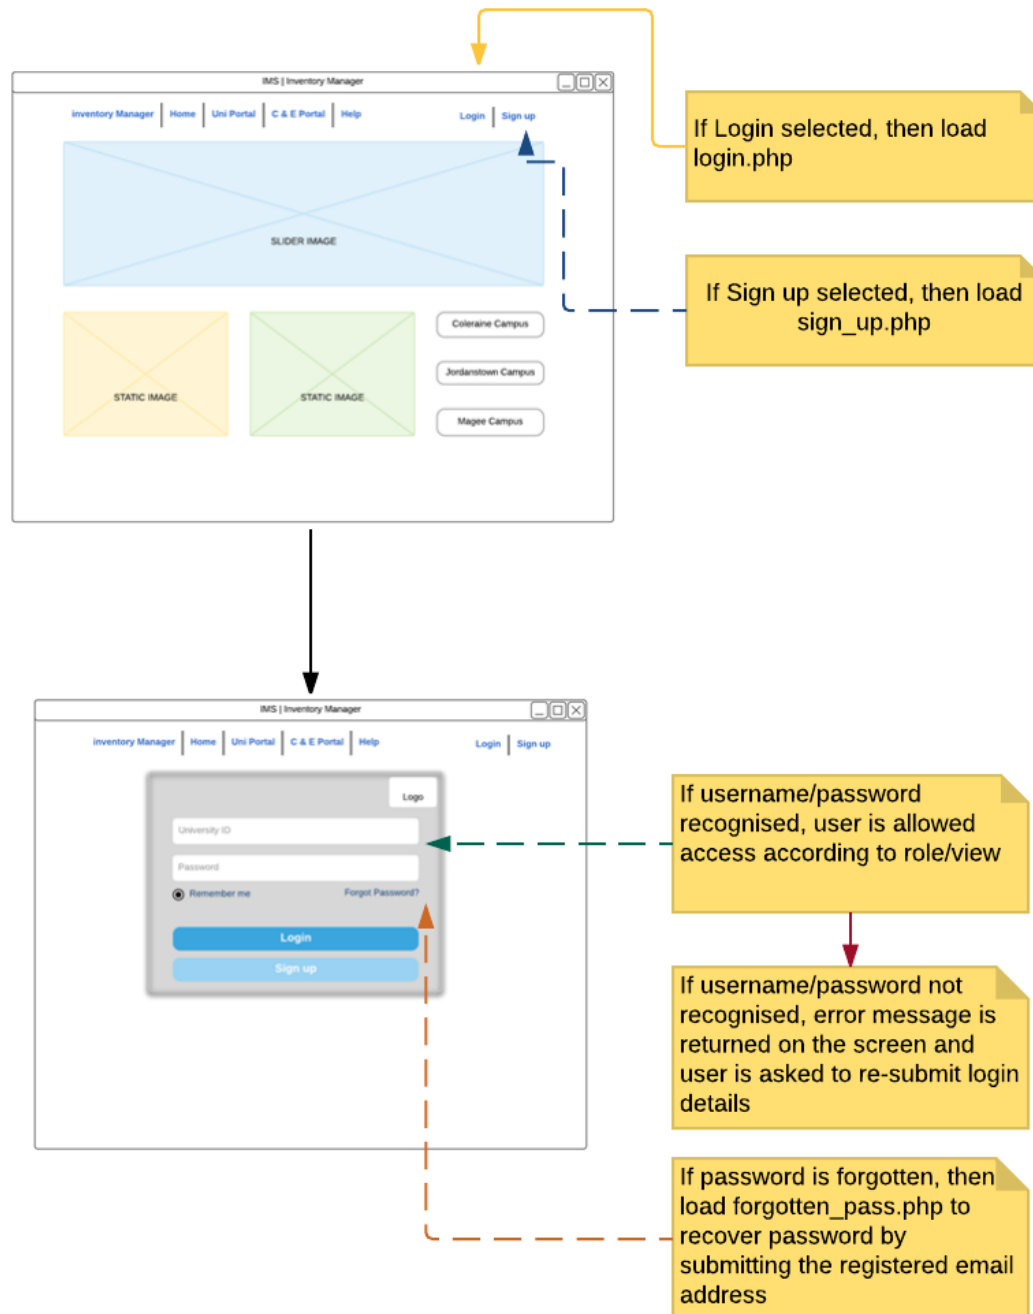 IMS | Inventory Manager
inventory Manager Home Uni Portal C & E Portal Help Login Sign up
If Login selected, then load
login.php
SLIDER IMAGE
If Sign up selected, then load
sign_up.php
Coleraine Campus
Jordanstown Campus
Magee Campus
STATIC IMAGE STATIC IMAGE
IMS | Inventory Manager
inventory Manager Home Uni Portal C & E Portal Help Login Sign up
Logo
University ID
Password
Remember me Forgot Password?
Login
Sign up
If username/password
recognised, user is allowed
access according to role/view
If username/password not
recognised, error message is
returned on the screen and
user is asked to re-submit login
details
If password is forgotten, then
load forgotten_pass.php to
recover password by
submitting the registered email
address